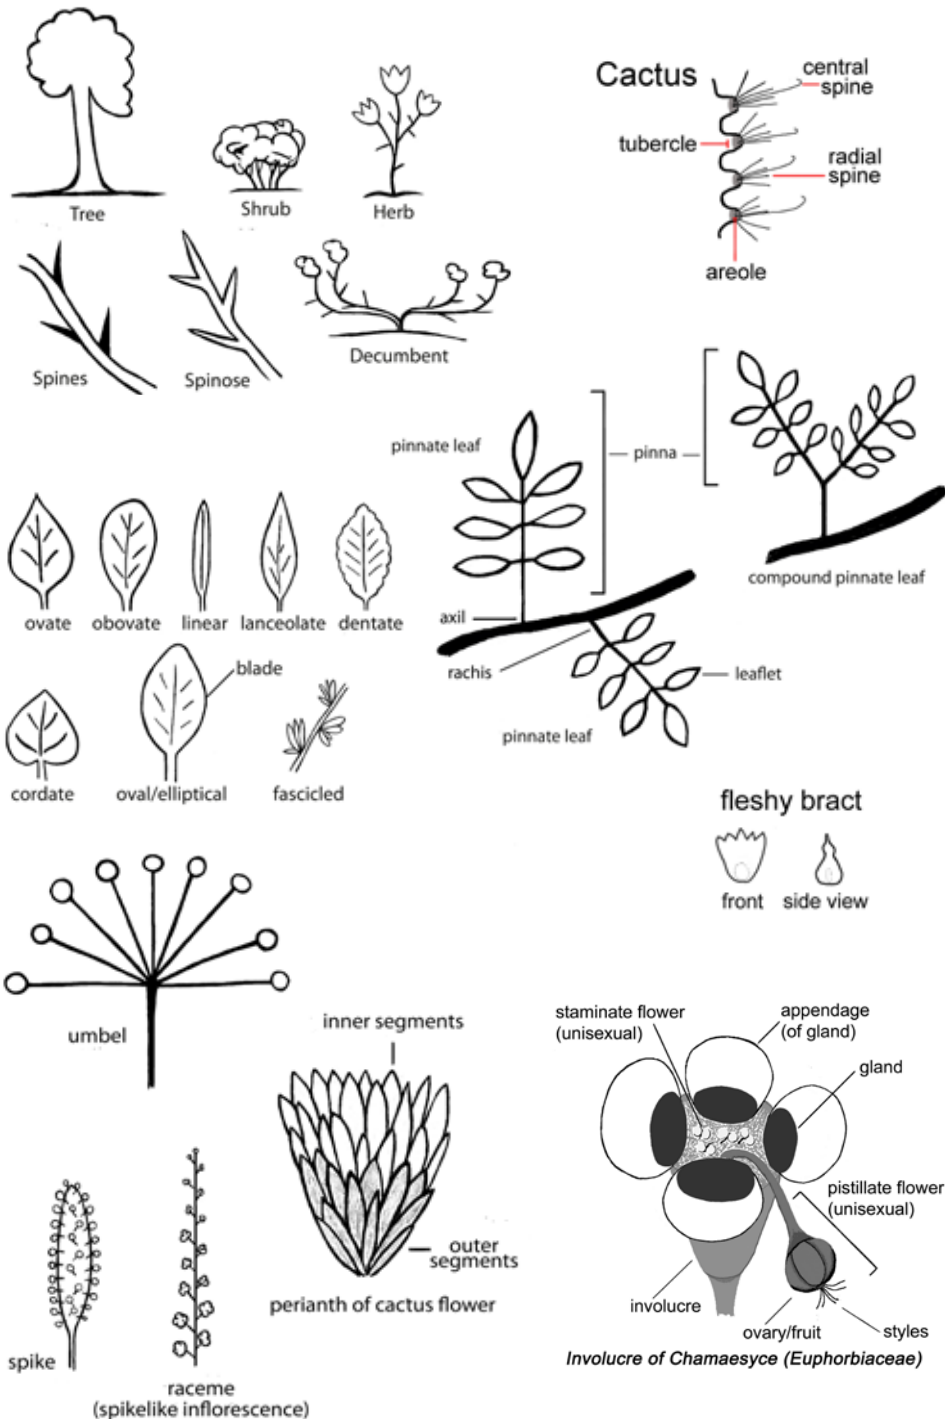 Tree
Shrub
Herb
Cactus
central
spine
tubercle
radial
spine
areole
Spines
Spinose
Decumbent
pinnate leaf
pinna
compound pinnate leaf
ovate
obovate
linear
lanceolate
dentate
axil
rachis
leaflet
pinnate leaf
blade
cordate
oval/elliptical
fascicled
fleshy bract
front
side view
umbel
inner segments
outer
segments
perianth of cactus flower
spike
raceme
(spikelike inflorescence)
staminate flower
(unisexual)
appendage
(of gland)
gland
pistillate flower
(unisexual)
involucre
ovary/fruit
styles
Involucre of Chamaesyce (Euphorbiaceae)